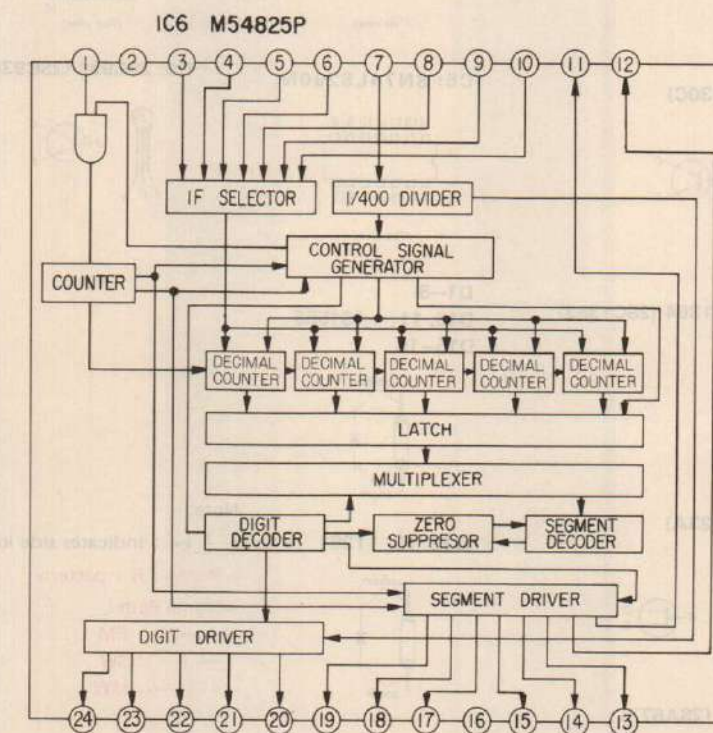 IC6 M54825P
1 2 3 4 5 6 7 8 9 10 11 12
IF SELECTOR
1/400 DIVIDER
CONTROL SIGNAL
GENERATOR
COUNTER
DECIMAL
COUNTER
DECIMAL
COUNTER
DECIMAL
COUNTER
DECIMAL
COUNTER
DECIMAL
COUNTER
LATCH
MULTIPLEXER
DIGIT
DECODER
ZERO
SUPPRESOR
SEGMENT
DECODER
SEGMENT DRIVER
DIGIT DRIVER
24 23 22 21 20 19 18 17 16 15 14 13